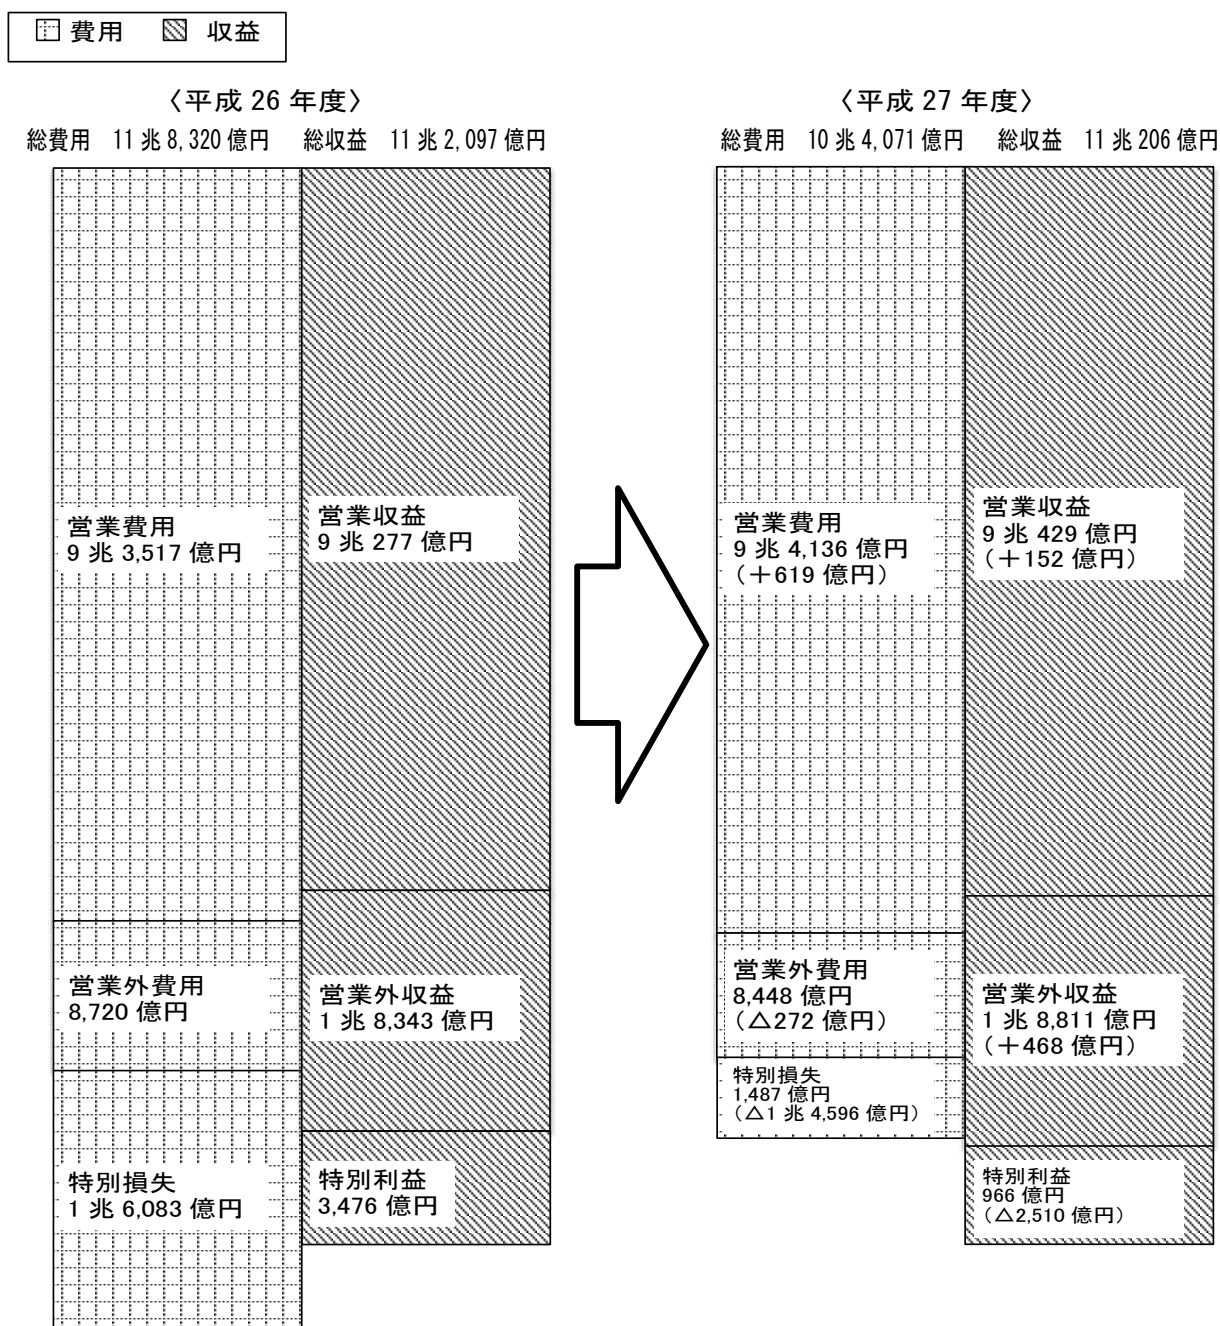 費用 収益
〈平成 26 年度〉
総費用 11 兆 8,320 億円 総収益 11 兆 2,097 億円
営業費用
9 兆 3,517 億円
営業収益
9 兆 277 億円
営業外費用
8,720 億円
営業外収益
1 兆 8,343 億円
特別損失
1 兆 6,083 億円
特別利益
3,476 億円
〈平成 27 年度〉
総費用 10 兆 4,071 億円 総収益 11 兆 206 億円
営業費用
9 兆 4,136 億円
（＋619 億円）
営業収益
9 兆 429 億円
（＋152 億円）
営業外費用
8,448 億円
（△272 億円）
営業外収益
1 兆 8,811 億円
（＋468 億円）
特別損失
1,487 億円
（△1 兆 4,596 億円）
特別利益
966 億円
（△2,510 億円）